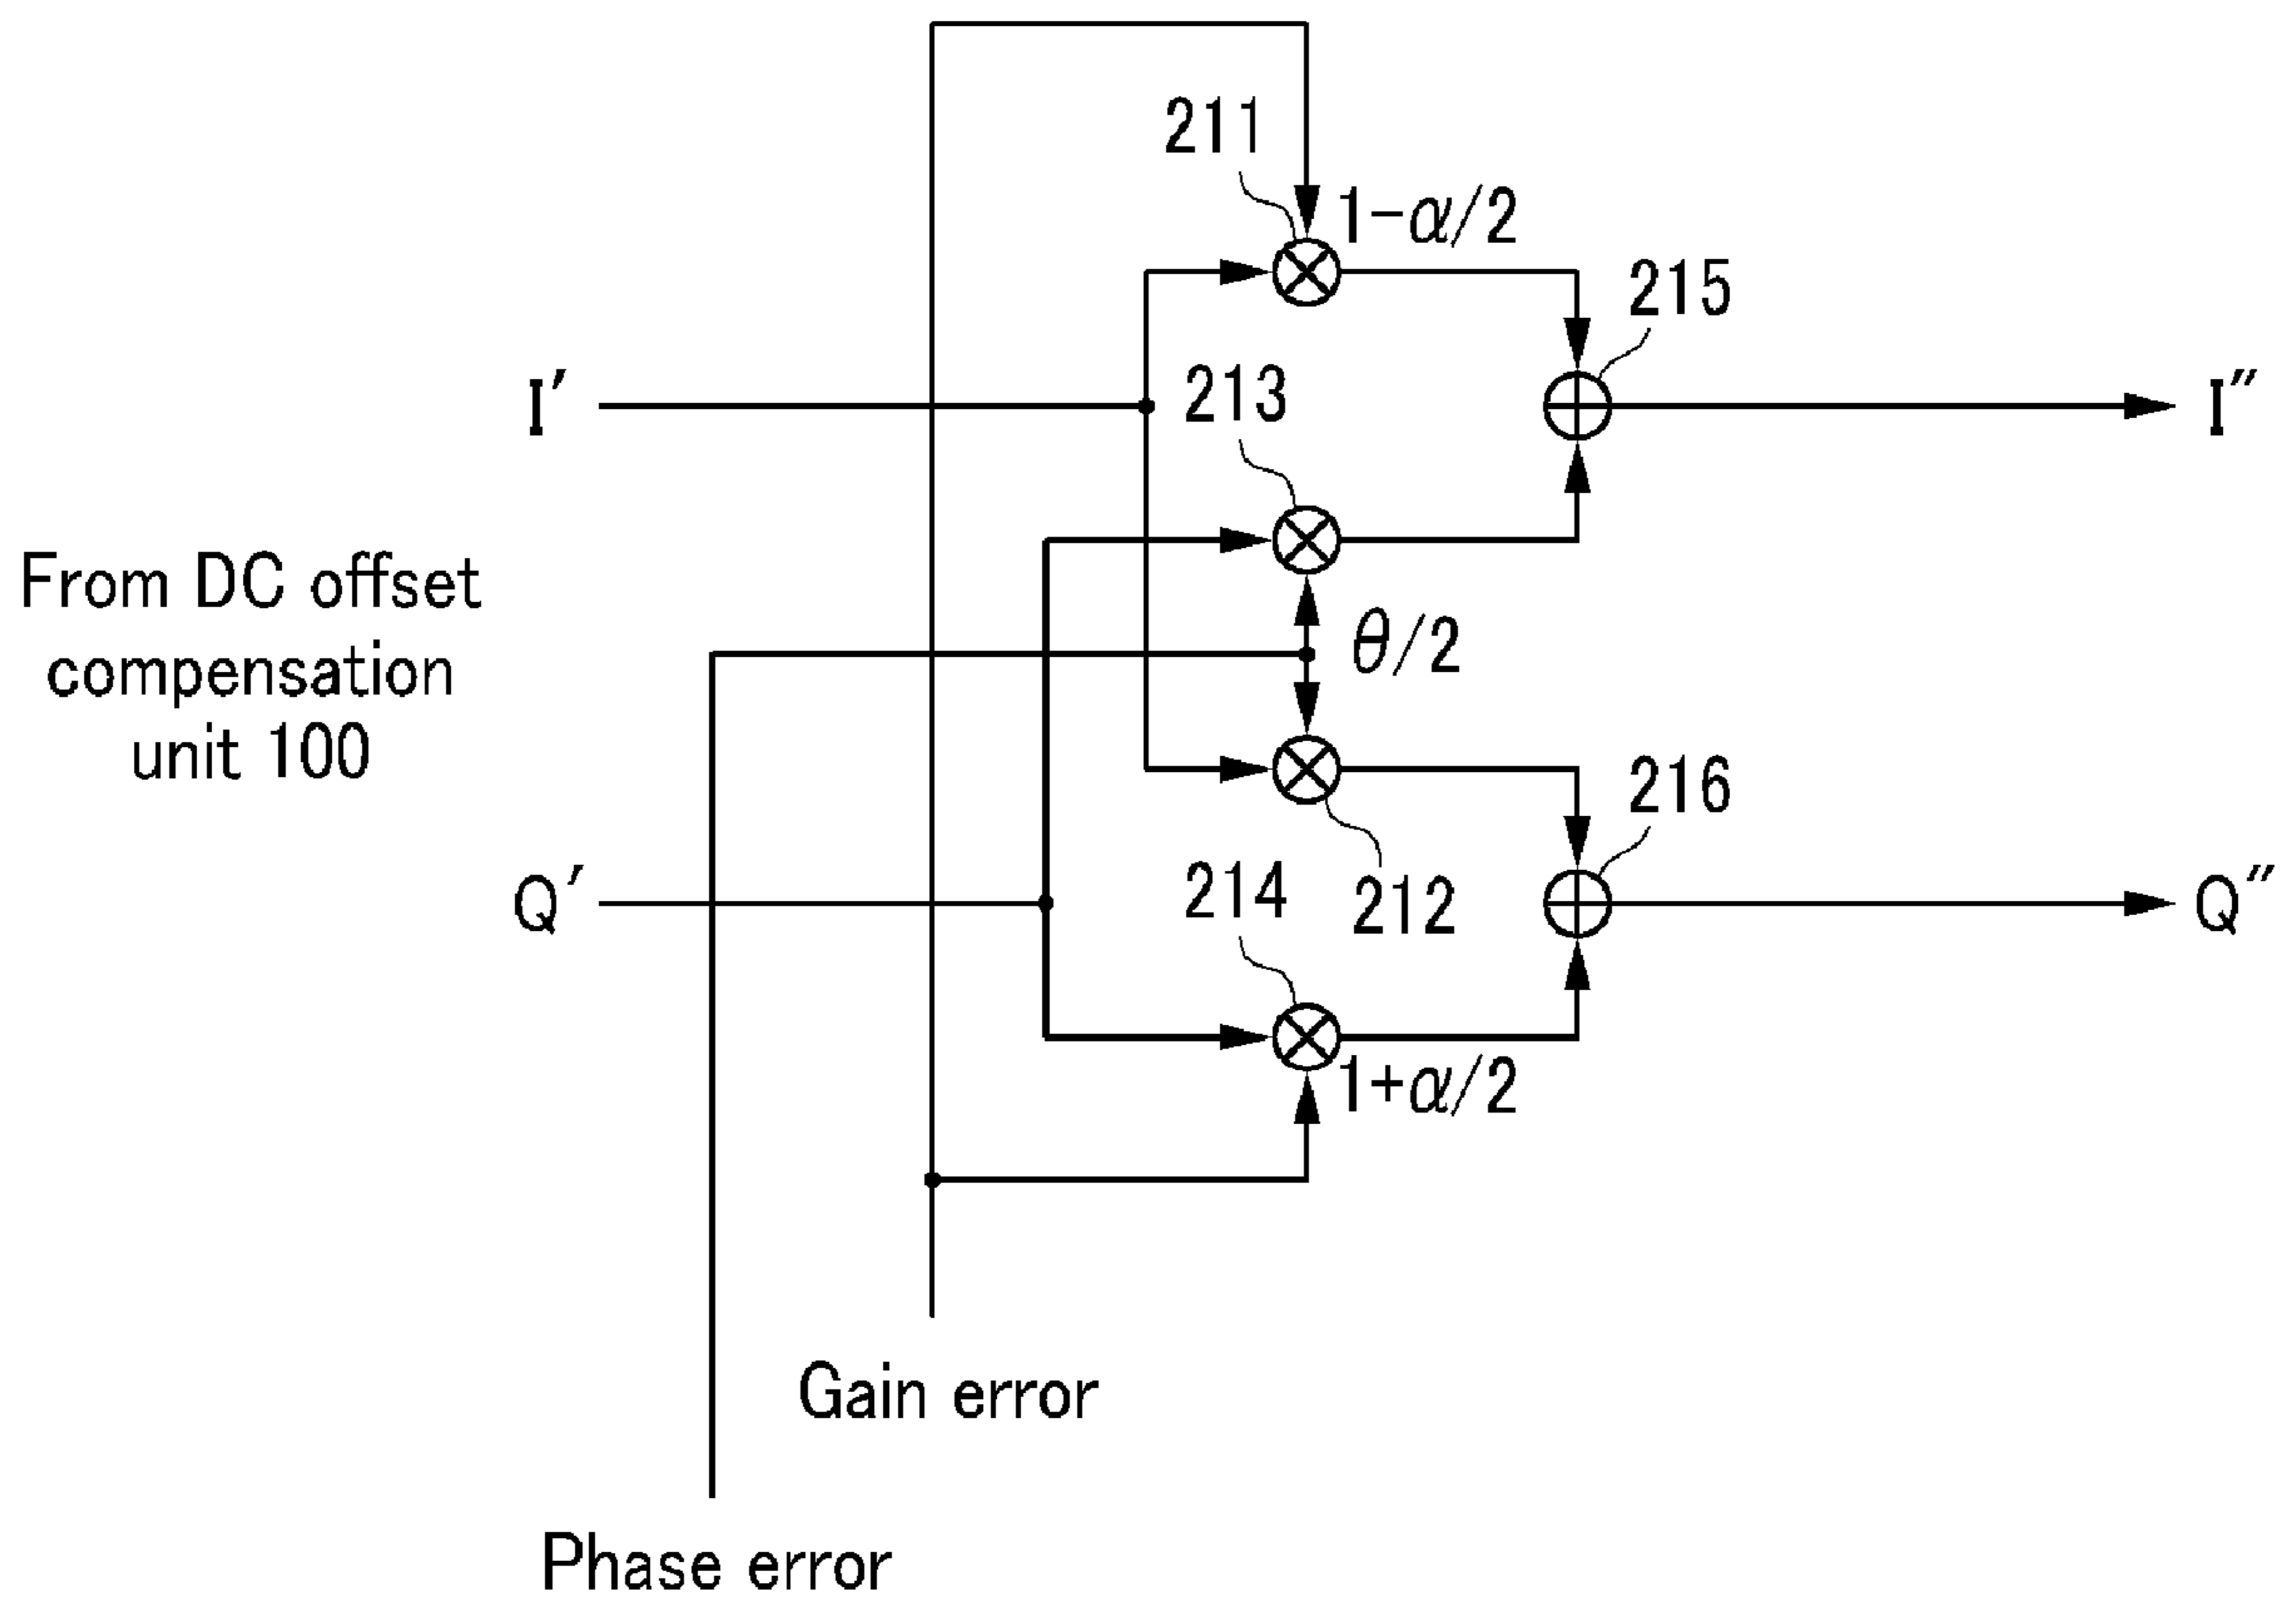 211
1−α/2
215
I′
213
I″
From DC offset
compensation
unit 100
θ/2
216
Q′
214
212
Q″
1+α/2
Gain error
Phase error